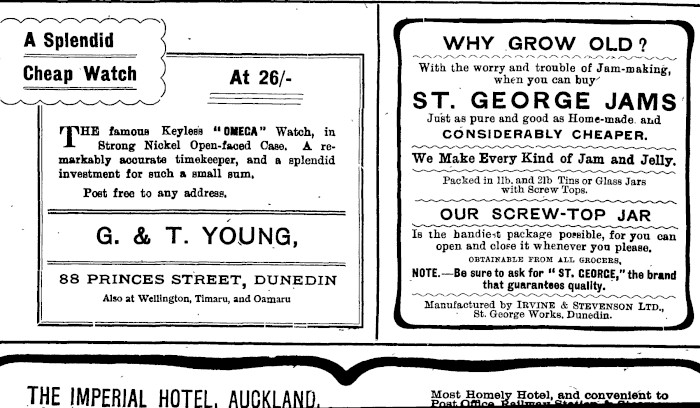 A Splendid
Cheap Watch
At 26/-
THE famous Keyless "OMEGA" Watch, in
Strong Nickel Open-faced Case. A re-
markably accurate timekeeper, and a splendid
investment for such a small sum.
Post free to any address.
G. & T. YOUNG,
88 PRINCES STREET, DUNEDIN
Also at Wellington, Timaru, and Oamaru
WHY GROW OLD?
With the worry and trouble of Jam-making,
when you can buy
ST. GEORGE JAMS
Just as pure and good as Home-made and
CONSIDERABLY CHEAPER.
We Make Every Kind of Jam and Jelly.
Packed in 1lb. and 2lb Tins or Glass Jars
with Screw Tops.
OUR SCREW-TOP JAR
Is the handiest package possible, for you can
open and close it whenever you please.
OBTAINABLE FROM ALL GROCERS.
NOTE.—Be sure to ask for "ST. GEORGE," the brand
that guarantees quality.
Manufactured by IRVINE & STEVENSON LTD.,
St. George Works, Dunedin.
THE IMPERIAL HOTEL, AUCKLAND.
Most Homely Hotel, and convenient to
Post Office, Railway Station &